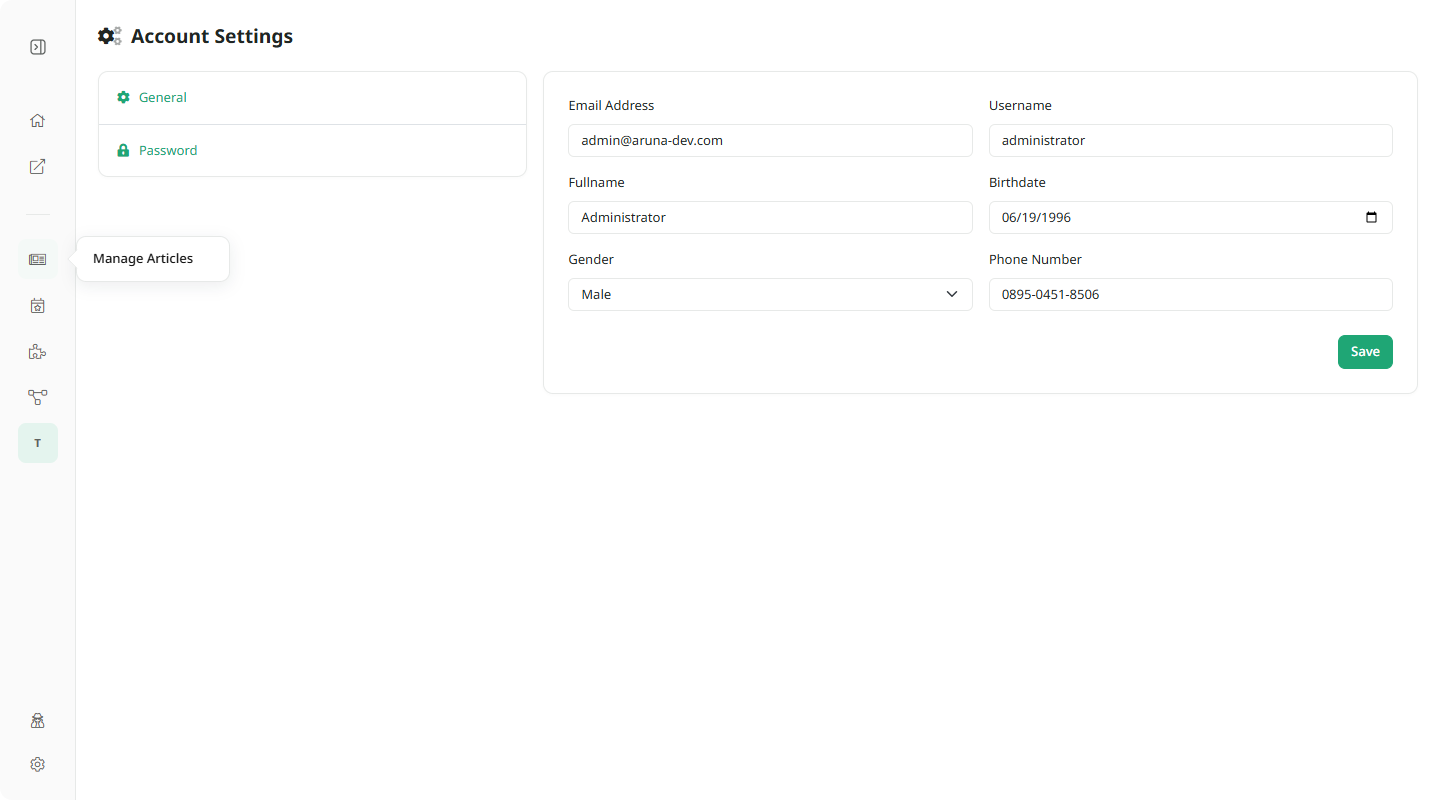 Account Settings
General
Password
Email Address
admin@aruna-dev.com
Username
administrator
Fullname
Administrator
Birthdate
06/19/1996
Gender
Male
Phone Number
0895-0451-8506
Save
Manage Articles
T